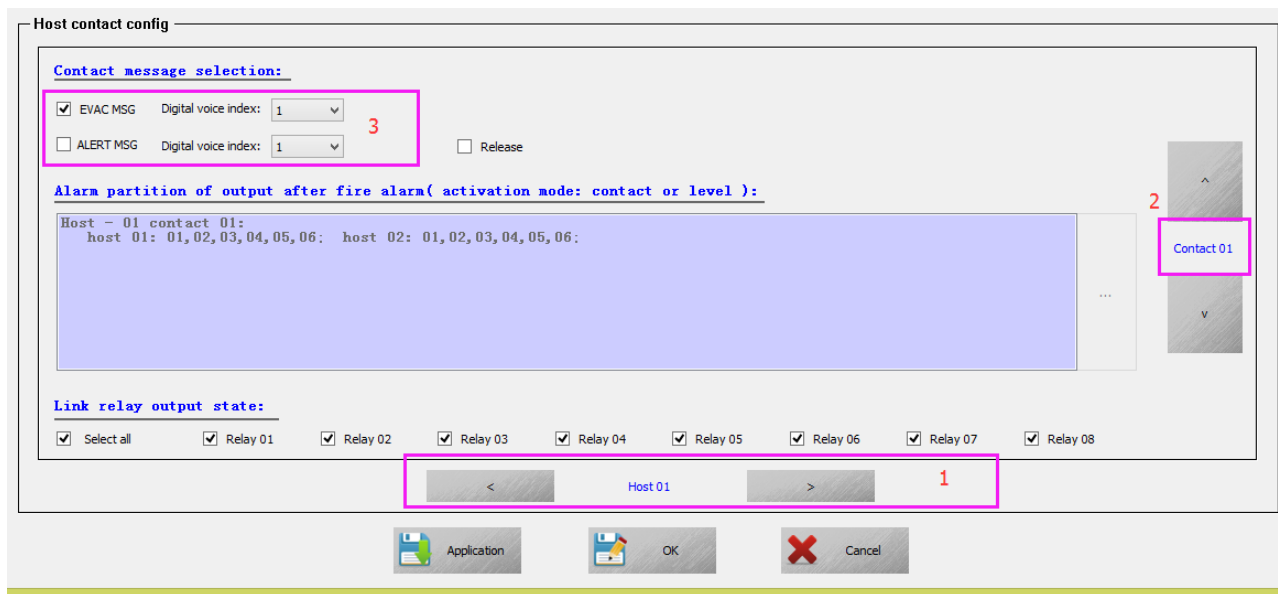 Host contact config
Contact message selection:
EVAC MSG Digital voice index: 1
3
ALERT MSG Digital voice index: 1 Release
Alarm partition of output after fire alarm( activation mode: contact or level ):
^
2
Host - 01 contact 01:
host 01: 01,02,03,04,05,06; host 02: 01,02,03,04,05,06;
Contact 01
...
v
Link relay output state:
Select all Relay 01 Relay 02 Relay 03 Relay 04 Relay 05 Relay 06 Relay 07 Relay 08
< Host 01 > 1
Application OK Cancel